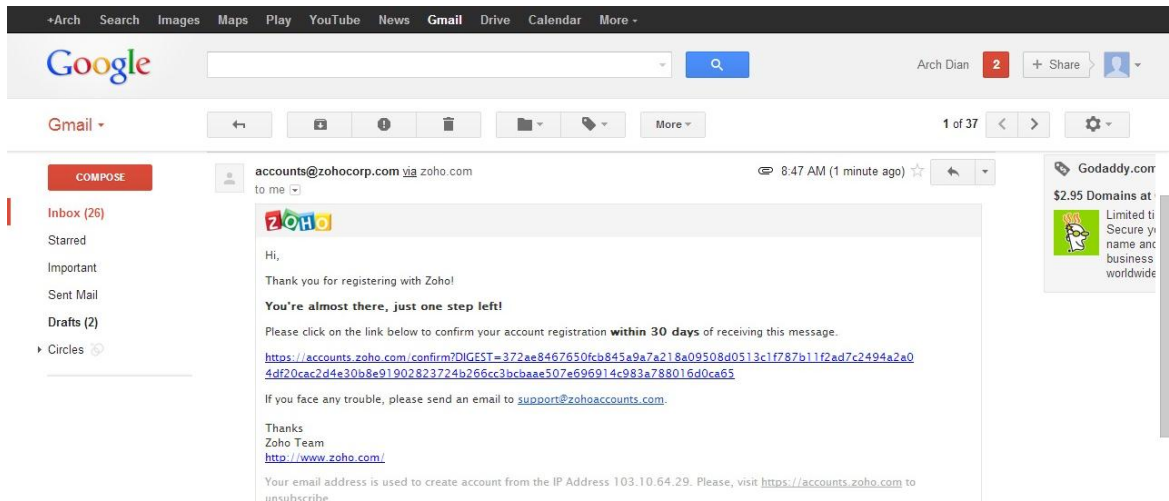 +Arch Search Images Maps Play YouTube News Gmail Drive Calendar More
Google
Arch Dian 2 + Share
Gmail
More
1 of 37
COMPOSE
Inbox (26)
Starred
Important
Sent Mail
Drafts (2)
Circles
accounts@zohocorp.com via zoho.com
8:47 AM (1 minute ago)
to me
ZOHO
Hi,
Thank you for registering with Zoho!
You're almost there, just one step left!
Please click on the link below to confirm your account registration within 30 days of receiving this message.
https://accounts.zoho.com/confirm?DIGEST=372ae8467650fcb845a9a7a218a09508d0513c1f787b11f2ad7c2494a2a0
4df20cac2d4e30b8e91902823724b266cc3bcbaae507e696914c983a788016d0ca65
If you face any trouble, please send an email to support@zohoaccounts.com.
Thanks
Zoho Team
http://www.zoho.com/
Your email address is used to create account from the IP Address 103.10.64.29. Please, visit https://accounts.zoho.com to
unsubscribe
Godaddy.com
$2.95 Domains at
Limited ti
Secure y
name and
business
worldwide